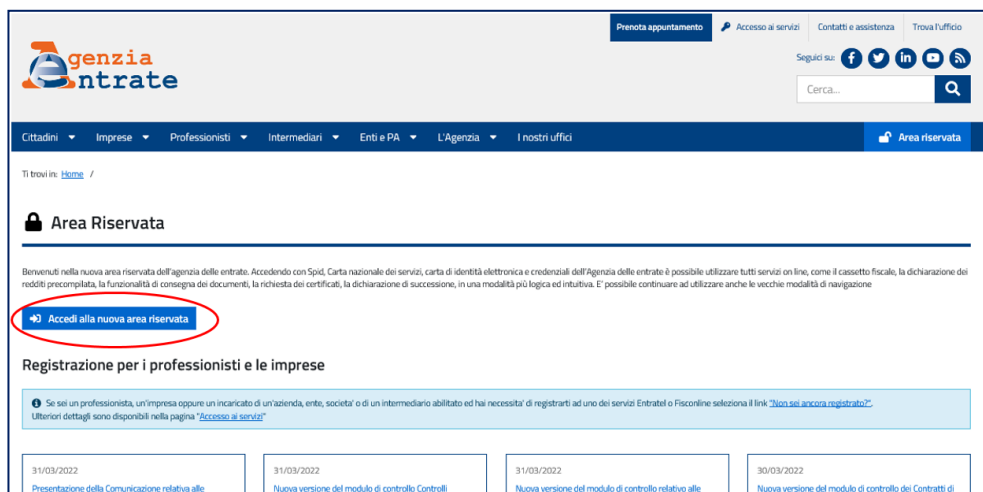 Prenota appuntamento Accesso ai servizi Contatti e assistenza Trova l'ufficio
Agenzia
Entrate
Seguici su:
Cerca...
Cittadini Imprese Professionisti Intermediari Enti e PA L'Agenzia I nostri uffici Area riservata
Ti trovi in: Home /
Area Riservata
Benvenuti nella nuova area riservata dell'agenzia delle entrate. Accedendo con Spid, Carta nazionale dei servizi, carta di identità elettronica e credenziali dell'Agenzia delle entrate è possibile utilizzare tutti servizi on line, come il cassetto fiscale, la dichiarazione dei
redditi precompilata, la funzionalità di consegna dei documenti, la richiesta dei certificati, la dichiarazione di successione, in una modalità più logica ed intuitiva. E' possibile continuare ad utilizzare anche le vecchie modalità di navigazione
Accedi alla nuova area riservata
Registrazione per i professionisti e le imprese
Se sei un professionista, un'impresa oppure un incaricato di un'azienda, ente, societa' o di un intermediario abilitato ed hai necessita' di registrarti ad uno dei servizi Entratel o Fisconline seleziona il link "Non sei ancora registrato?".
Ulteriori dettagli sono disponibili nella pagina "Accesso ai servizi"
31/03/2022 31/03/2022 31/03/2022 30/03/2022
Presentazione della Comunicazione relativa alle Nuova versione del modulo di controllo Controlli Nuova versione del modulo di controllo relativo alle Nuova versione del modulo di controllo dei Contratti di